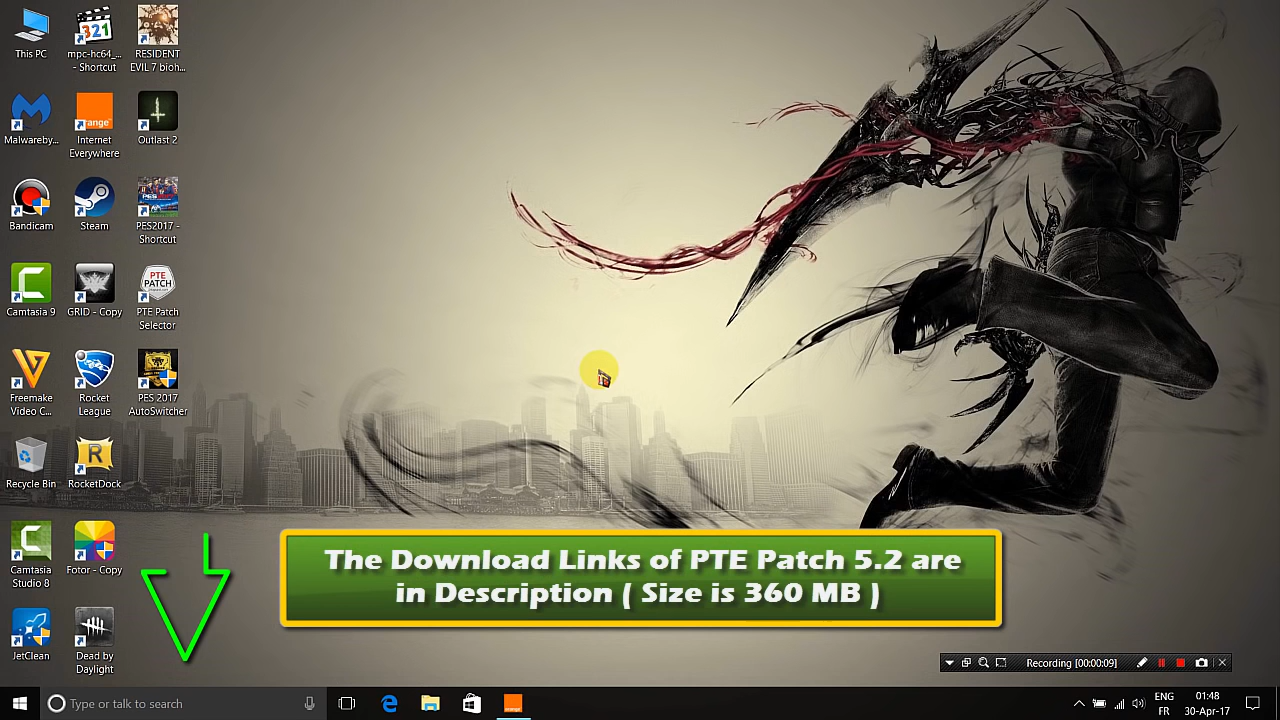 This PC
mpc-hc64_...
- Shortcut
RESIDENT
EVIL 7 bioh...
Malwareby...
orange
Internet
Everywhere
Outlast 2
Bandicam
Steam
PES2017 -
Shortcut
Camtasia 9
GRID - Copy
PTE
PATCH
PTE Patch
Selector
Freemake
Video C...
Rocket
League
PES 2017
AutoSwitcher
Recycle Bin
RocketDock
Camtasia
Studio 8
Fotor - Copy
JetClean
Dead by
Daylight
The Download Links of PTE Patch 5.2 are
in Description ( Size is 360 MB )
Recording [00:00:09]
Type or talk to search
ENG
FR
01:48
30-Apr-17